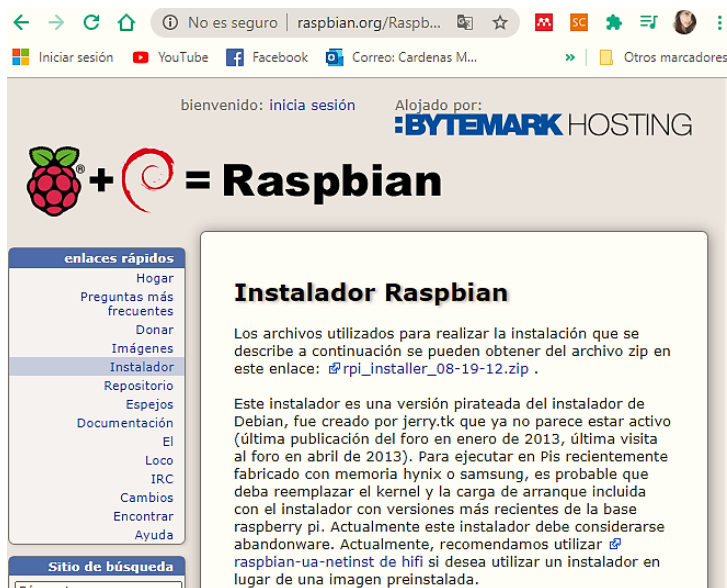 No es seguro | raspbian.org/Raspb...
Iniciar sesión YouTube Facebook Correo: Cardenas M... » Otros marcadores
bienvenido: inicia sesión Alojado por:
:BYTEMARK HOSTING
+ = Raspbian
enlaces rápidos
Hogar
Preguntas más
frecuentes
Donar
Imágenes
Instalador
Repositorio
Espejos
Documentación
El
Loco
IRC
Cambios
Encontrar
Ayuda
Sitio de búsqueda
Instalador Raspbian
Los archivos utilizados para realizar la instalación que se
describe a continuación se pueden obtener del archivo zip en
este enlace: rpi_installer_08-19-12.zip .
Este instalador es una versión pirateada del instalador de
Debian, fue creado por jerry.tk que ya no parece estar activo
(última publicación del foro en enero de 2013, última visita
al foro en abril de 2013). Para ejecutar en Pis recientemente
fabricado con memoria hynix o samsung, es probable que
deba reemplazar el kernel y la carga de arranque incluida
con el instalador con versiones más recientes de la base
raspberry pi. Actualmente este instalador debe considerarse
abandonware. Actualmente, recomendamos utilizar
raspbian-ua-netinst de hifi si desea utilizar un instalador en
lugar de una imagen preinstalada.